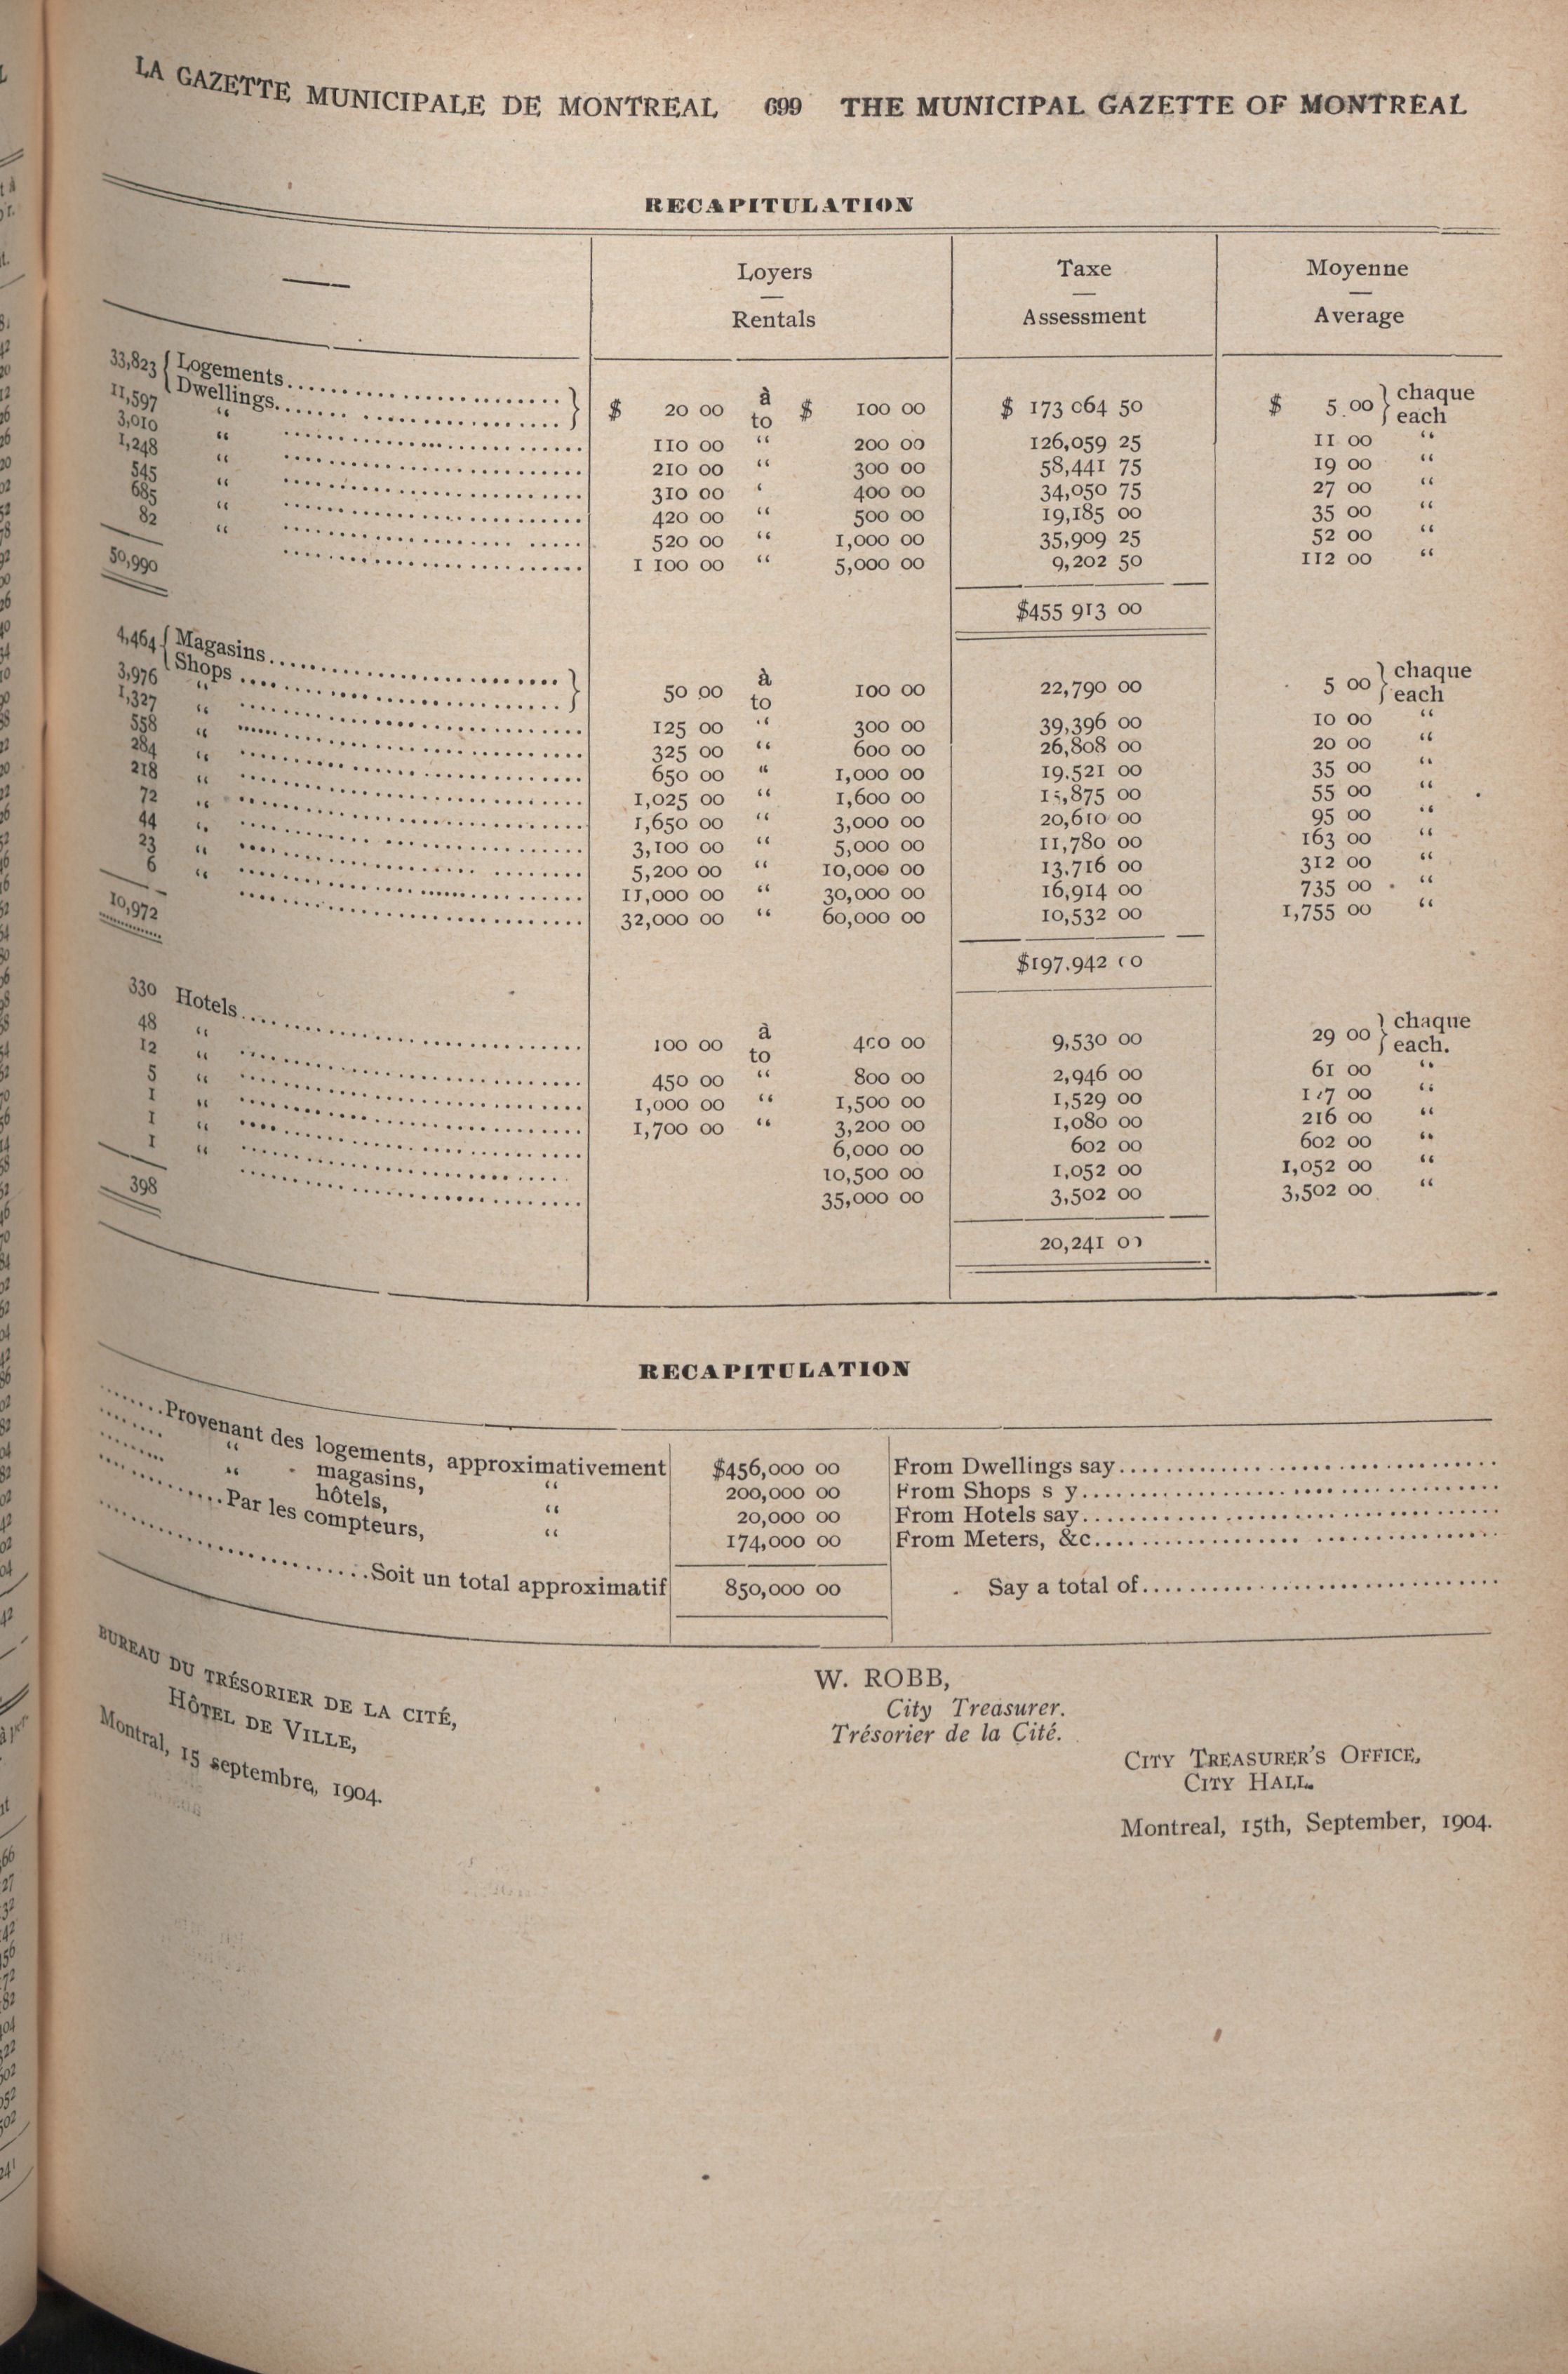 LA GAZETTE MUNICIPALE DE MONTREAL 699 THE MUNICIPAL GAZETTE OF MONTREAL
RECAPITULATION
Loyers Taxe Moyenne
Rentals Assessment Average
33,823 { Logements } $ 20 00 à to $ 100 00 $ 173 064 50 $ 5.00 } chaque
Dwellings each
11,597 “ 110 00 “ 200 00 126,059 25 11 00 “
3,010 “ 210 00 “ 300 00 58,441 75 19 00 “
1,248 “ 310 00 ‘ 400 00 34,050 75 27 00 “
545 “ 420 00 “ 500 00 19,185 00 35 00 “
685 “ 520 00 “ 1,000 00 35,909 25 52 00 “
82 “ 1 100 00 “ 5,000 00 9,202 50 112 00 “
50,990 $455 913 00
4,464 { Magasins } 50 00 à to 100 00 22,790 00 5 00 } chaque
Shops each
3,976 “ 125 00 “ 300 00 39,396 00 10 00 “
1,327 “ 325 00 “ 600 00 26,808 00 20 00 “
558 “ 650 00 “ 1,000 00 19.521 00 35 00 “
284 “ 1,025 00 “ 1,600 00 15,875 00 55 00 “
218 “ 1,650 00 “ 3,000 00 20,610 00 95 00 “
72 “ 3,100 00 “ 5,000 00 11,780 00 163 00 “
44 “ 5,200 00 “ 10,000 00 13.716 00 312 00 “
23 “ 11,000 00 “ 30,000 00 16,914 00 735 00 “
6 “ 32,000 00 “ 60,000 00 10,532 00 1,755 00 “
10,972 $197.942 00
330 Hotels 100 00 à to 400 00 9,530 00 29 00 } chaque
each.
48 “ 450 00 “ 800 00 2,946 00 61 00 “
12 “ 1,000 00 “ 1,500 00 1,529 00 00 “
5 “ 1,700 00 “ 3,200 00 1,080 00 216 00 “
1 “ 6,000 00 602 00 602 00 “
1 “ 10,500 00 1,052 00 1,052 00 “
1 “ 35,000 00 3,502 00 3,502 00 “
398 20,241 00
RECAPITULATION
Provenant des logements, approximativement $456,000 00 From Dwellings say
“ magasins, “ 200,000 00 From Shops s y
“ hôtels, “ 20,000 00 From Hotels say
Par les compteurs, “ 174,000 00 From Meters, &c
Soit un total approximatif 850,000 00 Say a total of
BUREAU DU TRÉSORIER DE LA CITÉ,
HÔTEL DE VILLE,
Montral, 15 septembre, 1904.
W. ROBB,
City Treasurer.
Trésorier de la Cité.
CITY TREASURER'S OFFICE,
CITY HALL.
Montreal, 15th, September, 1904.